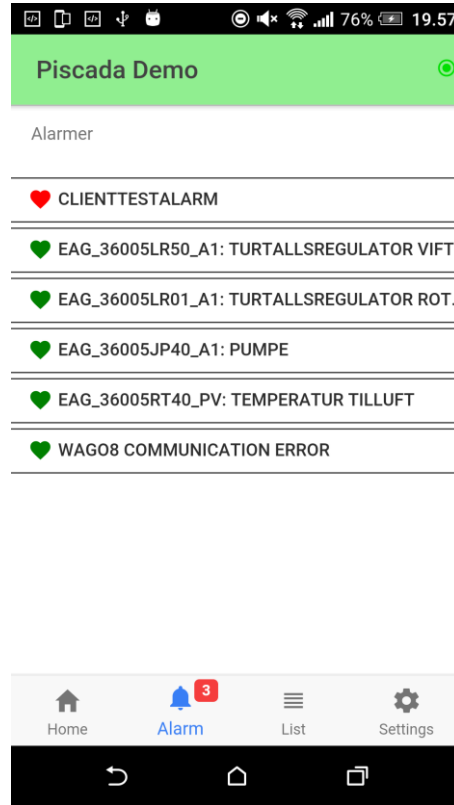 76% 19.57
Piscada Demo
Alarmer
CLIENTTESTALARM
EAG_36005LR50_A1: TURTALLSREGULATOR VIFT
EAG_36005LR01_A1: TURTALLSREGULATOR ROT.
EAG_36005JP40_A1: PUMPE
EAG_36005RT40_PV: TEMPERATUR TILLUFT
WAGO8 COMMUNICATION ERROR
3
Home Alarm List Settings